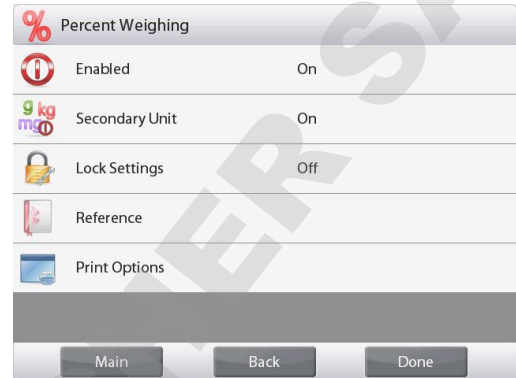 % Percent Weighing
Enabled On
g kg
mg
Secondary Unit On
Lock Settings Off
Reference
Print Options
Main Back Done